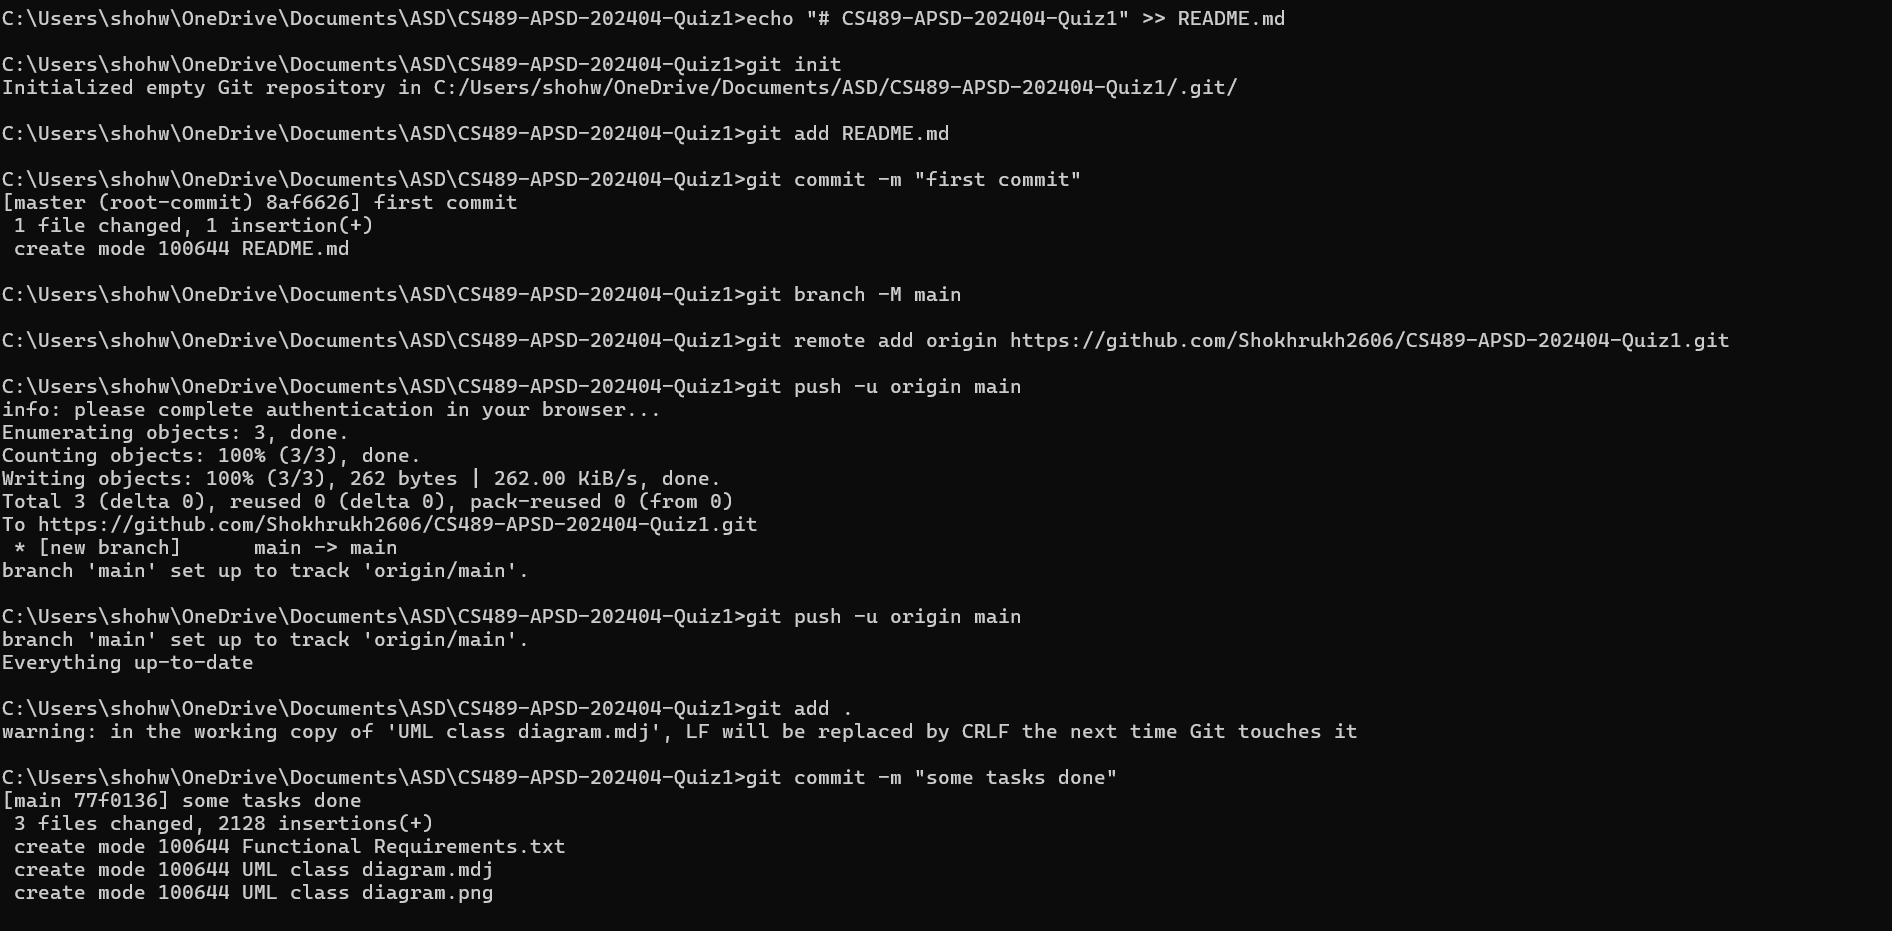 C:\Users\shohw\OneDrive\Documents\ASD\CS489-APSD-202404-Quiz1>echo "# CS489-APSD-202404-Quiz1" >> README.md
C:\Users\shohw\OneDrive\Documents\ASD\CS489-APSD-202404-Quiz1>git init
Initialized empty Git repository in C:/Users/shohw/OneDrive/Documents/ASD/CS489-APSD-202404-Quiz1/.git/
C:\Users\shohw\OneDrive\Documents\ASD\CS489-APSD-202404-Quiz1>git add README.md
C:\Users\shohw\OneDrive\Documents\ASD\CS489-APSD-202404-Quiz1>git commit -m "first commit"
[master (root-commit) 8af6626] first commit
 1 file changed, 1 insertion(+)
 create mode 100644 README.md
C:\Users\shohw\OneDrive\Documents\ASD\CS489-APSD-202404-Quiz1>git branch -M main
C:\Users\shohw\OneDrive\Documents\ASD\CS489-APSD-202404-Quiz1>git remote add origin https://github.com/Shokhrukh2606/CS489-APSD-202404-Quiz1.git
C:\Users\shohw\OneDrive\Documents\ASD\CS489-APSD-202404-Quiz1>git push -u origin main
info: please complete authentication in your browser...
Enumerating objects: 3, done.
Counting objects: 100% (3/3), done.
Writing objects: 100% (3/3), 262 bytes | 262.00 KiB/s, done.
Total 3 (delta 0), reused 0 (delta 0), pack-reused 0 (from 0)
To https://github.com/Shokhrukh2606/CS489-APSD-202404-Quiz1.git
 * [new branch]      main -> main
branch 'main' set up to track 'origin/main'.
C:\Users\shohw\OneDrive\Documents\ASD\CS489-APSD-202404-Quiz1>git push -u origin main
branch 'main' set up to track 'origin/main'.
Everything up-to-date
C:\Users\shohw\OneDrive\Documents\ASD\CS489-APSD-202404-Quiz1>git add .
warning: in the working copy of 'UML class diagram.mdj', LF will be replaced by CRLF the next time Git touches it
C:\Users\shohw\OneDrive\Documents\ASD\CS489-APSD-202404-Quiz1>git commit -m "some tasks done"
[main 77f0136] some tasks done
 3 files changed, 2128 insertions(+)
 create mode 100644 Functional Requirements.txt
 create mode 100644 UML class diagram.mdj
 create mode 100644 UML class diagram.png